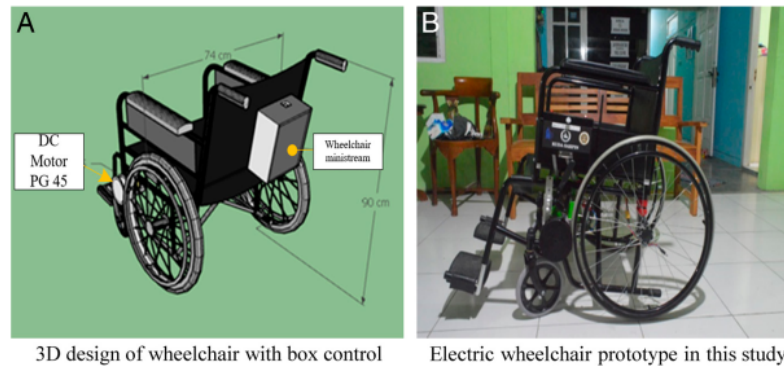 A
74 cm
DC
Motor
PG 45
Wheelchair
ministream
90 cm
3D design of wheelchair with box control
B
Electric wheelchair prototype in this study